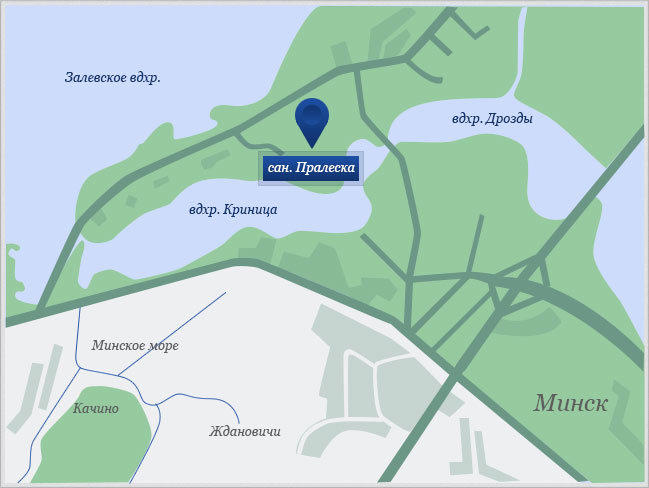 Залевское вдхр.
вдхр. Дрозды
сан. Пралеска
вдхр. Криница
Минское море
Минск
Качино
Ждановичи